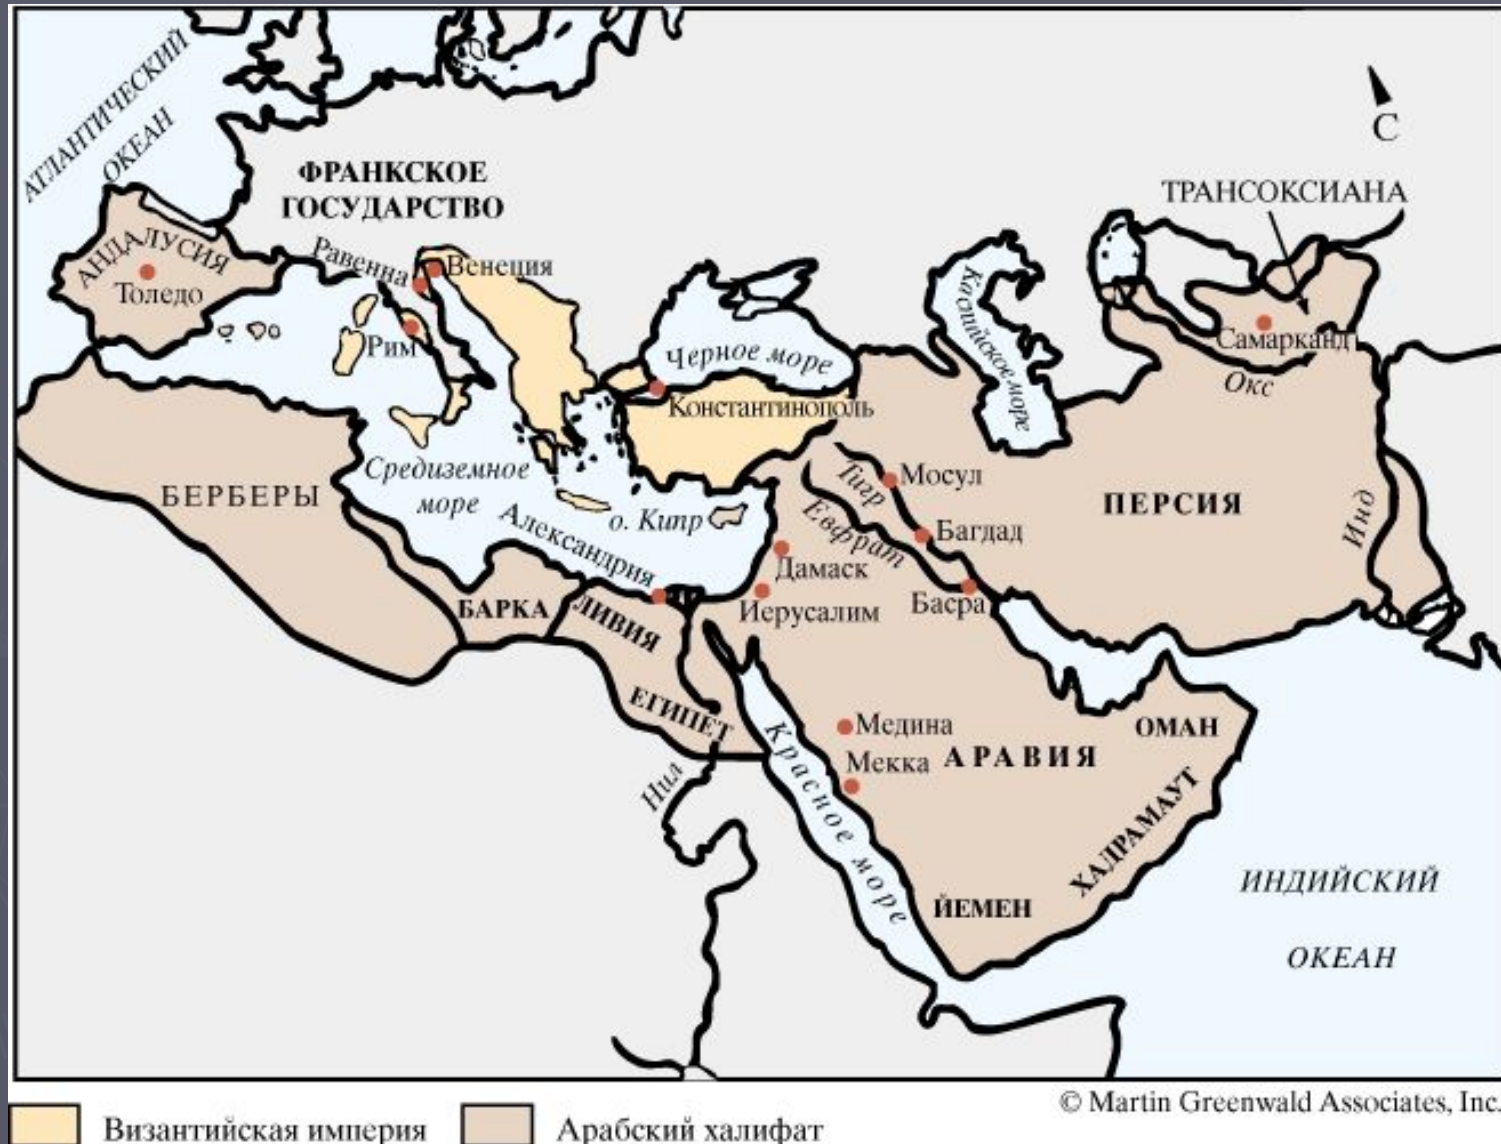 АТЛАНТИЧЕСКИЙ
ОКЕАН
С
ФРАНКСКОЕ
ГОСУДАРСТВО
ТРАНСОКСИАНА
АНДАЛУСИЯ
Толедо
Равенна
Венеция
Рим
Черное море
Каспийское море
Самарканд
Окс
Константинополь
Средиземное
море
БЕРБЕРЫ
Александрия
о. Кипр
Тигр
Мосул
Евфрат
Багдад
ПЕРСИЯ
Инд
Дамаск
Иерусалим
Басра
БАРКА
ЛИВИЯ
ЕГИПЕТ
Нил
Красное море
Медина
Мекка
АРАВИЯ
ОМАН
ХАДРАМАУТ
ЙЕМЕН
ИНДИЙСКИЙ
ОКЕАН
© Martin Greenwald Associates, Inc.
Византийская империя
Арабский халифат